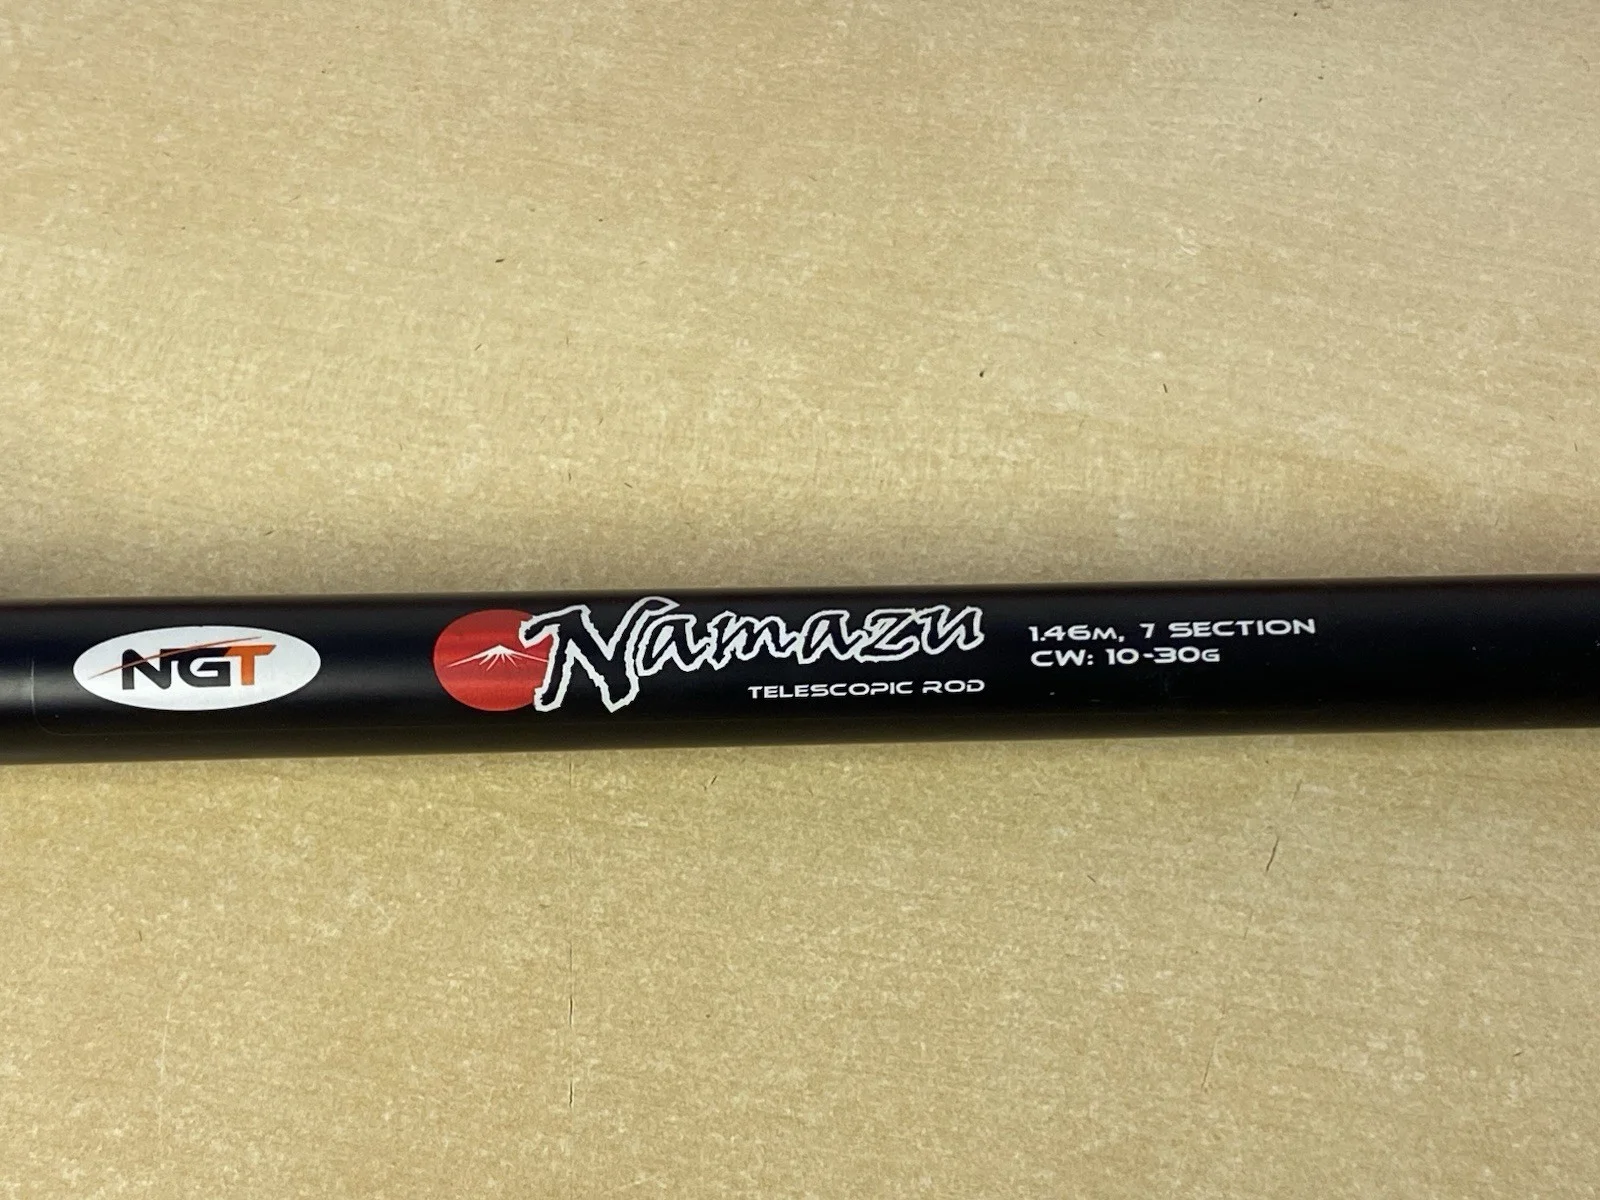 NGT
Namazu
TELESCOPIC ROD
1.46M, 7 SECTION
CW: 10-30G